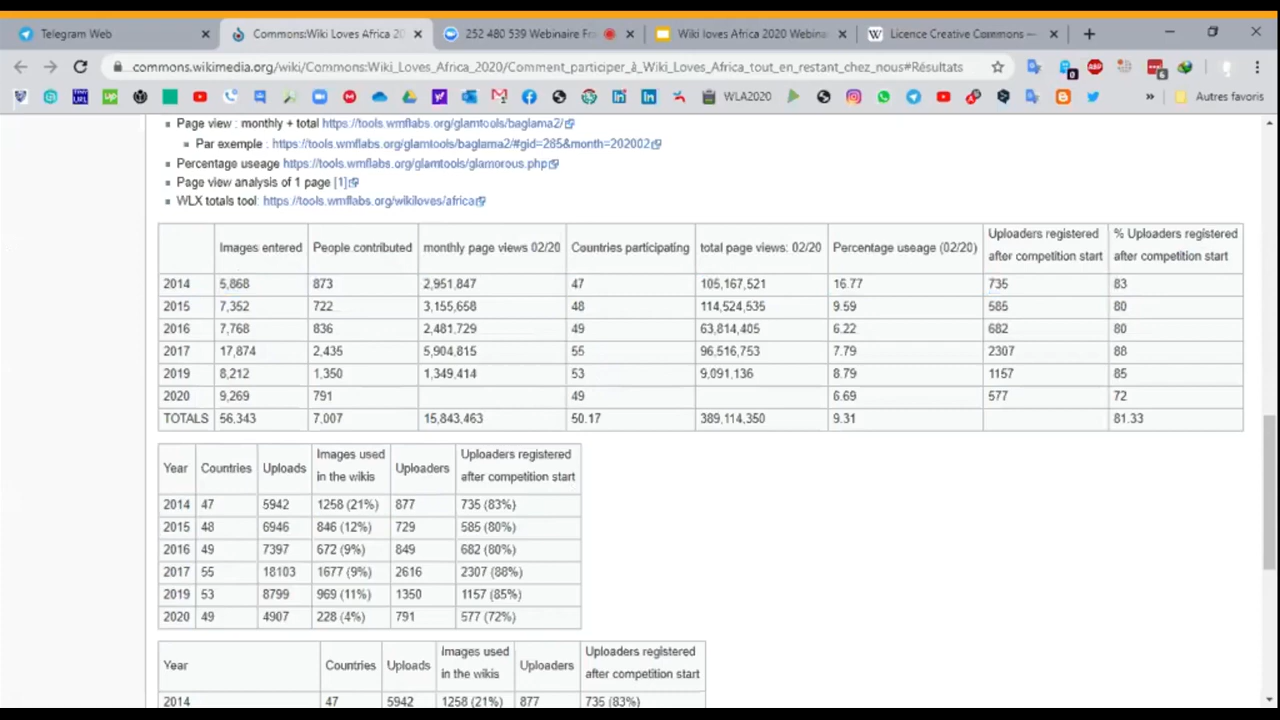 Telegram Web
Commons:Wiki Loves Africa 20
252 480 539 Webinaire Fr
Wiki loves Africa 2020 Webina
Licence Creative Commons —
commons.wikimedia.org/wiki/Commons:Wiki_Loves_Africa_2020/Comment_participer_à_Wiki_Loves_Africa_tout_en_restant_chez_nous#Résultats
WLA2020
» Autres favoris
Page view : monthly + total https://tools.wmflabs.org/glamtools/baglama2/
Par exemple : https://tools.wmflabs.org/glamtools/baglama2/#gid=285&month=202002
Percentage useage https://tools.wmflabs.org/glamtools/glamorous.php
Page view analysis of 1 page [1]
WLX totals tool: https://tools.wmflabs.org/wikiloves/africa
Images entered People contributed monthly page views 02/20 Countries participating total page views: 02/20 Percentage useage (02/20) Uploaders registered after competition start % Uploaders registered after competition start
2014 5,868 873 2,951,847 47 105,167,521 16.77 735 83
2015 7,352 722 3,155,658 48 114,524,535 9.59 585 80
2016 7,768 836 2,481,729 49 63,814,405 6.22 682 80
2017 17,874 2,435 5,904,815 55 96,516,753 7.79 2307 88
2019 8,212 1,350 1,349,414 53 9,091,136 8.79 1157 85
2020 9,269 791 49 6.69 577 72
TOTALS 56,343 7,007 15,843,463 50.17 389,114,350 9.31 81.33
Year Countries Uploads Images used in the wikis Uploaders Uploaders registered after competition start
2014 47 5942 1258 (21%) 877 735 (83%)
2015 48 6946 846 (12%) 729 585 (80%)
2016 49 7397 672 (9%) 849 682 (80%)
2017 55 18103 1677 (9%) 2616 2307 (88%)
2019 53 8799 969 (11%) 1350 1157 (85%)
2020 49 4907 228 (4%) 791 577 (72%)
Year Countries Uploads Images used in the wikis Uploaders Uploaders registered after competition start
2014 47 5942 1258 (21%) 877 735 (83%)